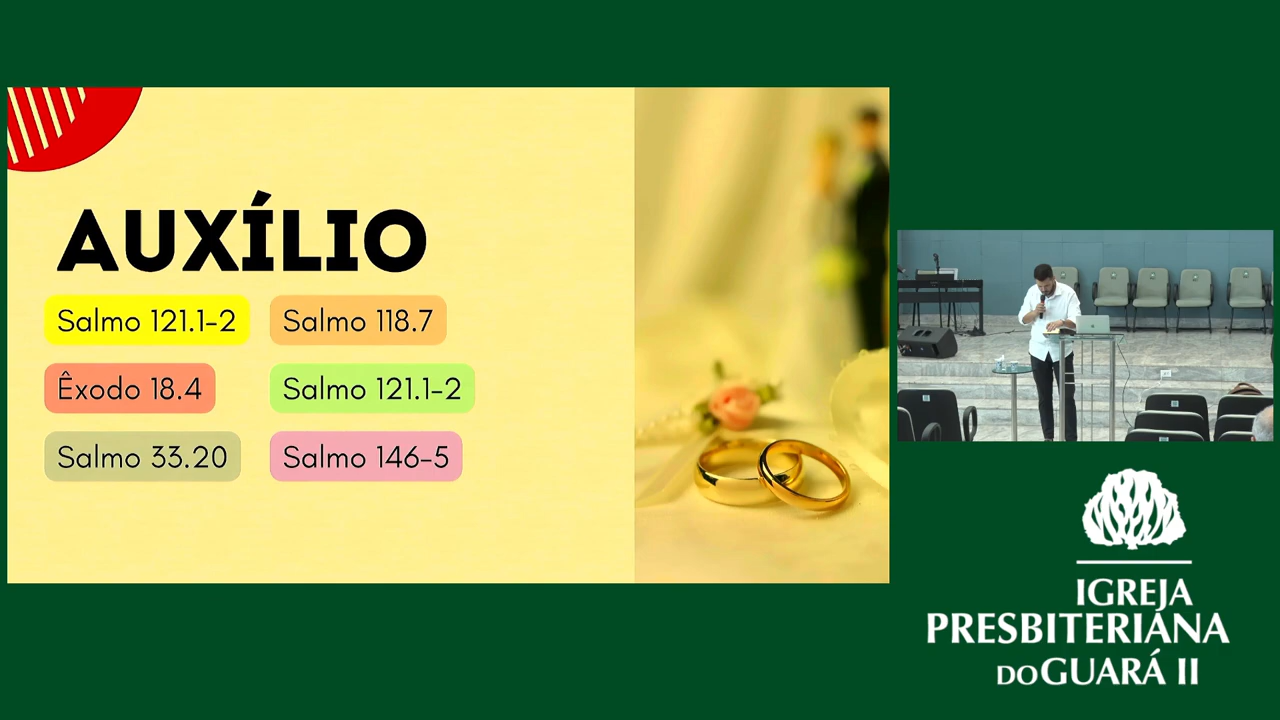 AUXÍLIO
Salmo 121.1-2
Salmo 118.7
Êxodo 18.4
Salmo 121.1-2
Salmo 33.20
Salmo 146-5
IGREJA
PRESBITERIANA
DO GUARÁ II